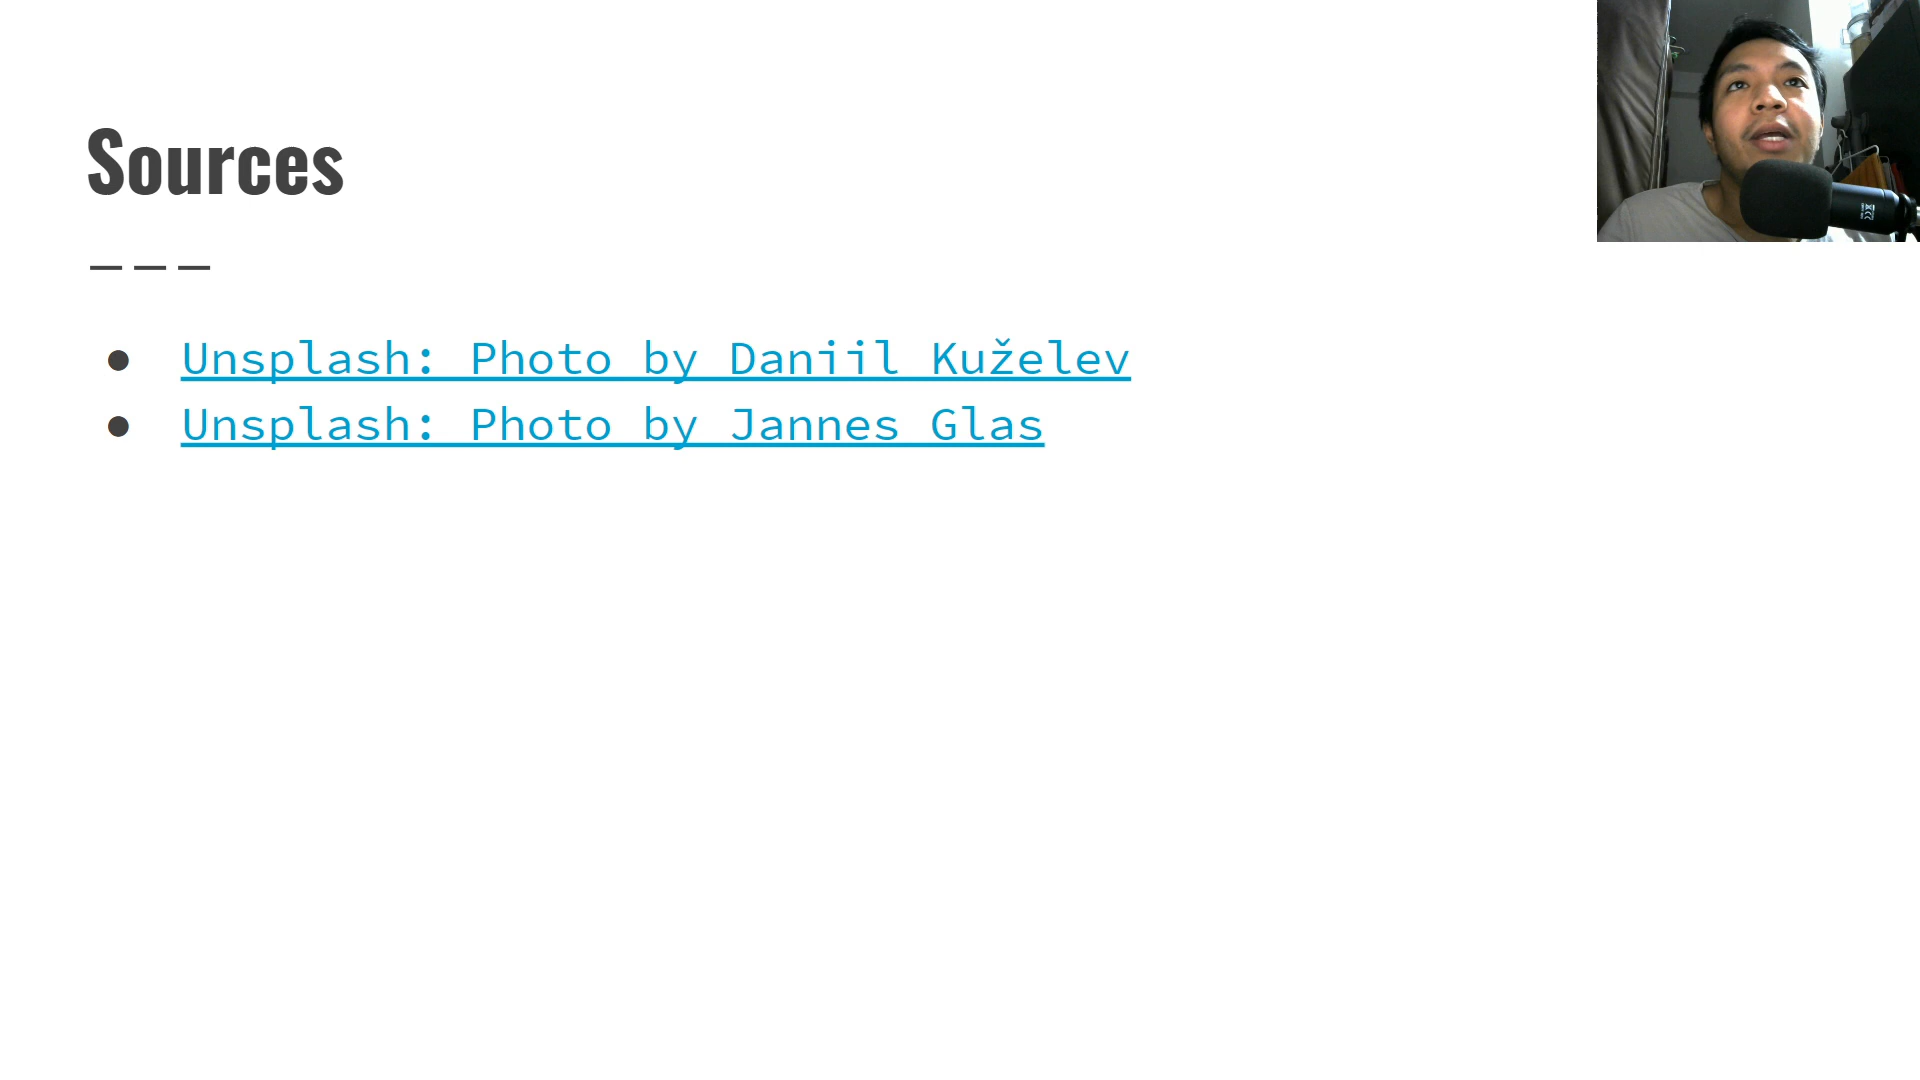 Sources
● Unsplash: Photo by Daniil Kuželev
● Unsplash: Photo by Jannes Glas